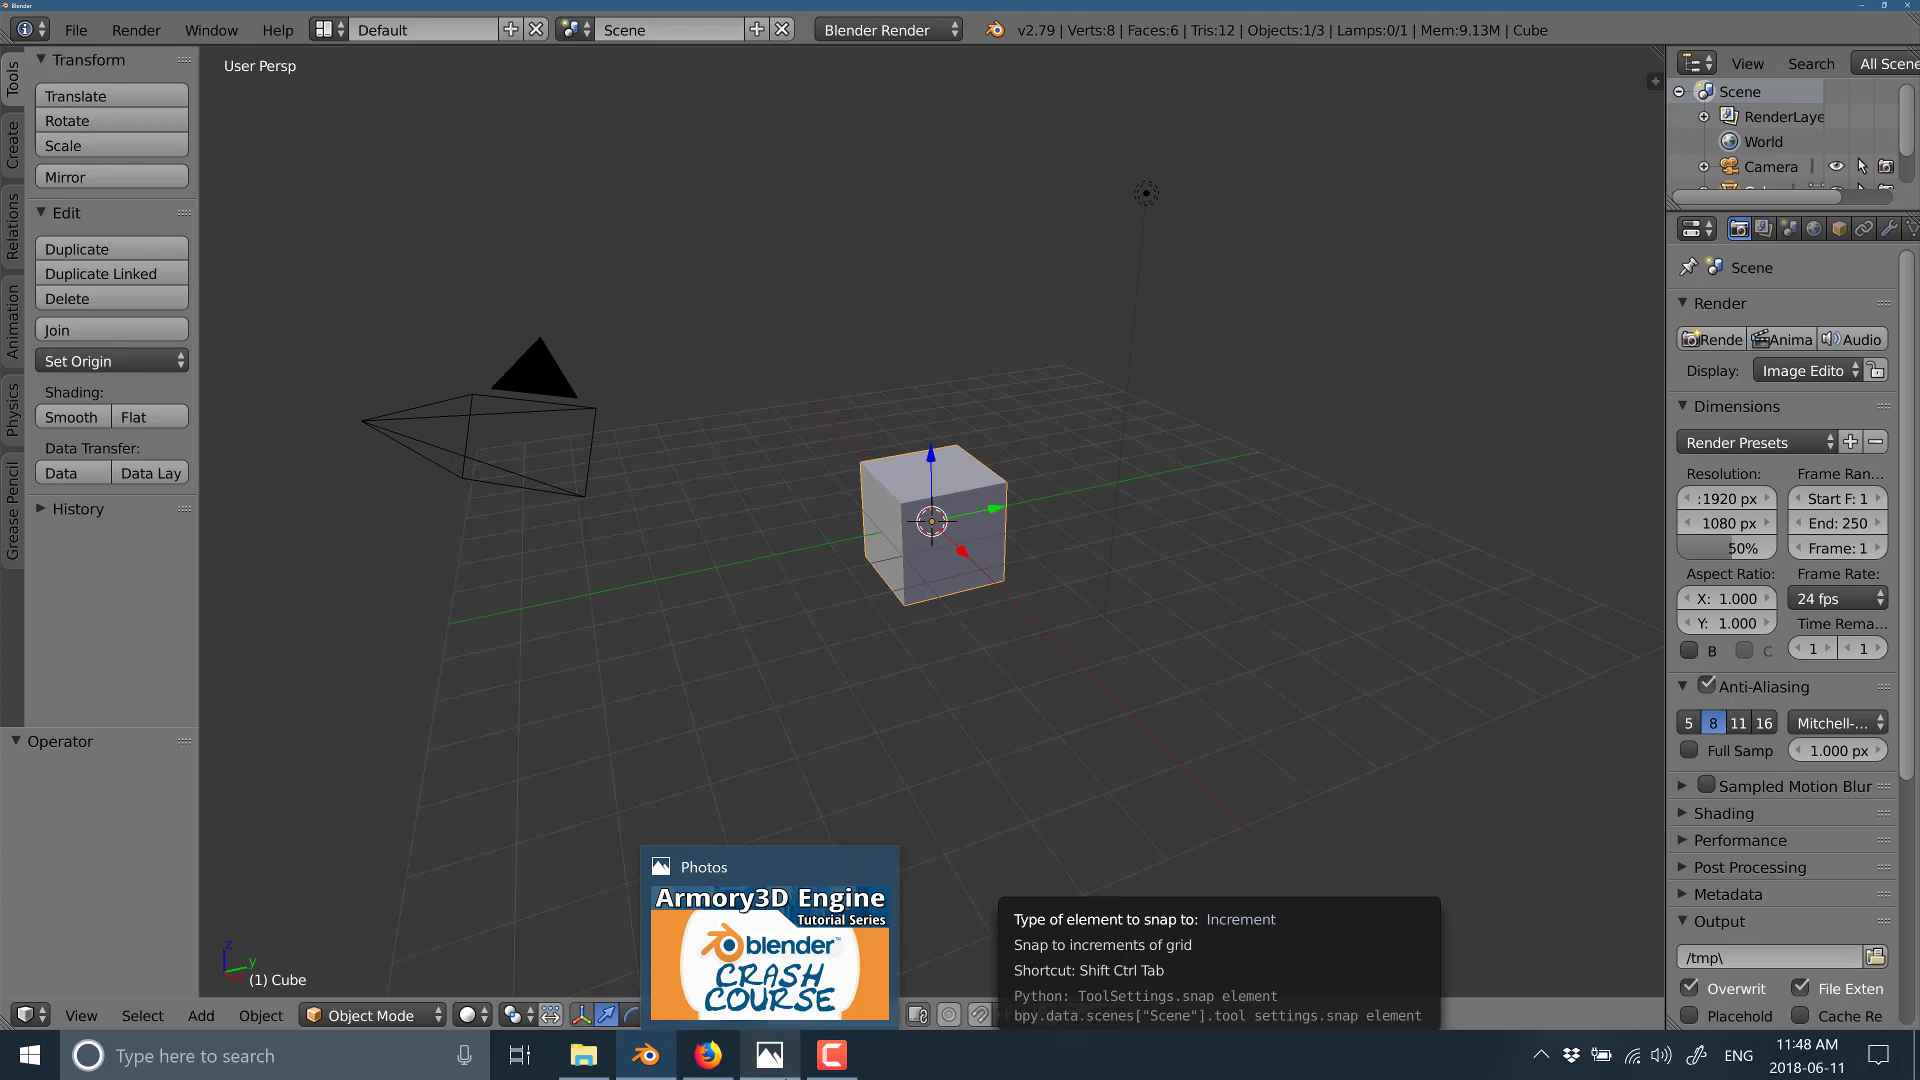 Blender
File
Render
Window
Help
Default
Scene
Blender Render
v2.79 | Verts:8 | Faces:6 | Tris:12 | Objects:1/3 | Lamps:0/1 | Mem:9.13M | Cube
Tools
Create
Relations
Animation
Physics
Grease Pencil
Transform
Translate
Rotate
Scale
Mirror
Edit
Duplicate
Duplicate Linked
Delete
Join
Set Origin
Shading:
Smooth
Flat
Data Transfer:
Data
Data Lay
History
Operator
User Persp
z
y
(1) Cube
View
Search
All Scene
Scene
RenderLaye
World
Camera
Scene
Render
Rende
Anima
Audio
Display:
Image Edito
Dimensions
Render Presets
Resolution:
Frame Ran...
:1920 px
Start F: 1
1080 px
End: 250
50%
Frame: 1
Aspect Ratio:
Frame Rate:
X: 1.000
24 fps
Y: 1.000
Time Rema...
B
C
1
1
Anti-Aliasing
5
8
11
16
Mitchell-...
Full Samp
1.000 px
Sampled Motion Blur
Shading
Performance
Post Processing
Metadata
Output
/tmp\
Overwrit
File Exten
Placehold
Cache Re
Photos
Armory3D Engine
Tutorial Series
blender™
CRASH
COURSE
Type of element to snap to: Increment
Snap to increments of grid
Shortcut: Shift Ctrl Tab
Python: ToolSettings.snap element
bpy.data.scenes["Scene"].tool settings.snap element
View
Select
Add
Object
Object Mode
Type here to search
ENG
11:48 AM
2018-06-11